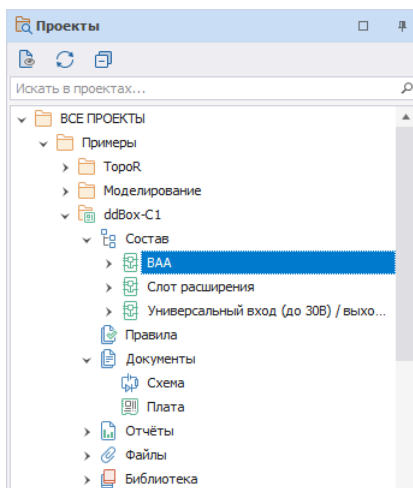 Проекты
Искать в проектах...
ВСЕ ПРОЕКТЫ
Примеры
TopoR
Моделирование
ddBox-C1
Состав
BAA
Слот расширения
Универсальный вход (до 30В) / выхо...
Правила
Документы
Схема
Плата
Отчёты
Файлы
Библиотека